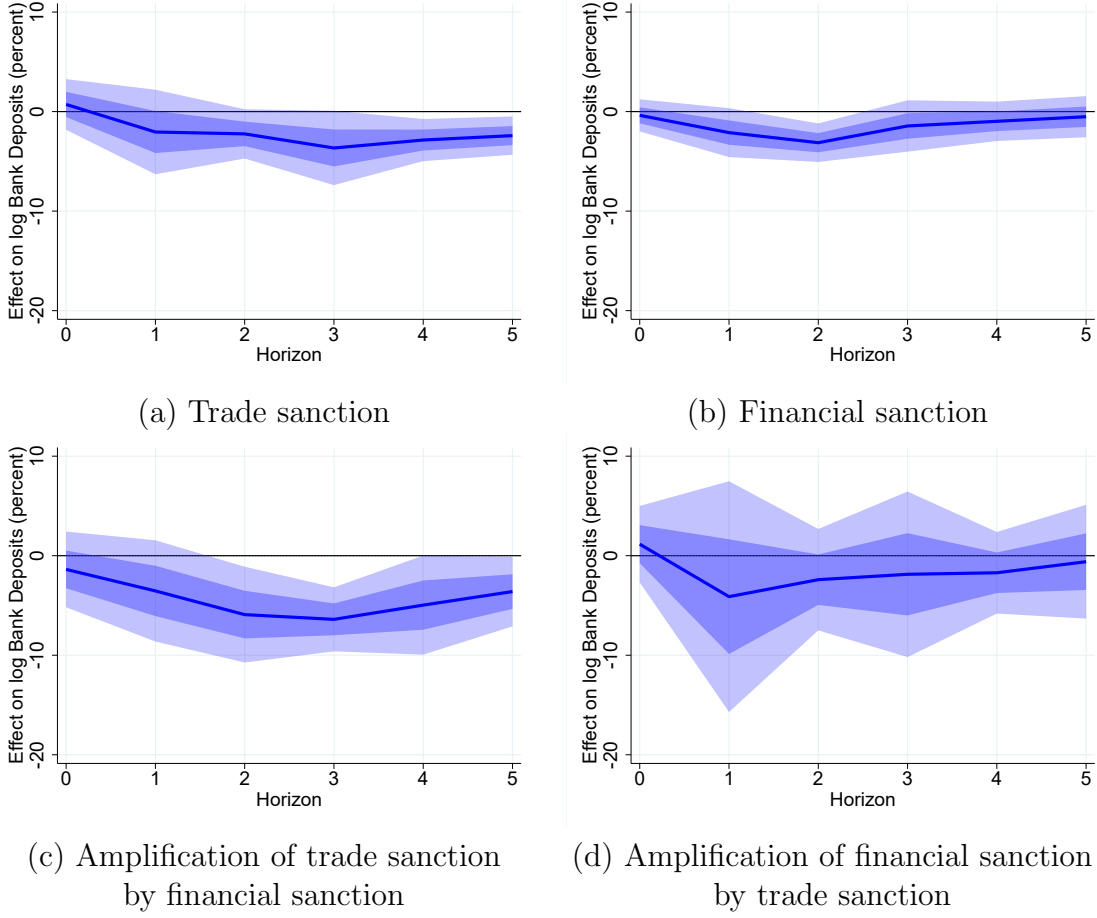 Effect on log Bank Deposits (percent)
10
0
-10
-20
0 1 2 3 4 5
Horizon
(a) Trade sanction
Effect on log Bank Deposits (percent)
10
0
-10
-20
0 1 2 3 4 5
Horizon
(b) Financial sanction
Effect on log Bank Deposits (percent)
10
0
-10
-20
0 1 2 3 4 5
Horizon
(c) Amplification of trade sanction
by financial sanction
Effect on log Bank Deposits (percent)
10
0
-10
-20
0 1 2 3 4 5
Horizon
(d) Amplification of financial sanction
by trade sanction